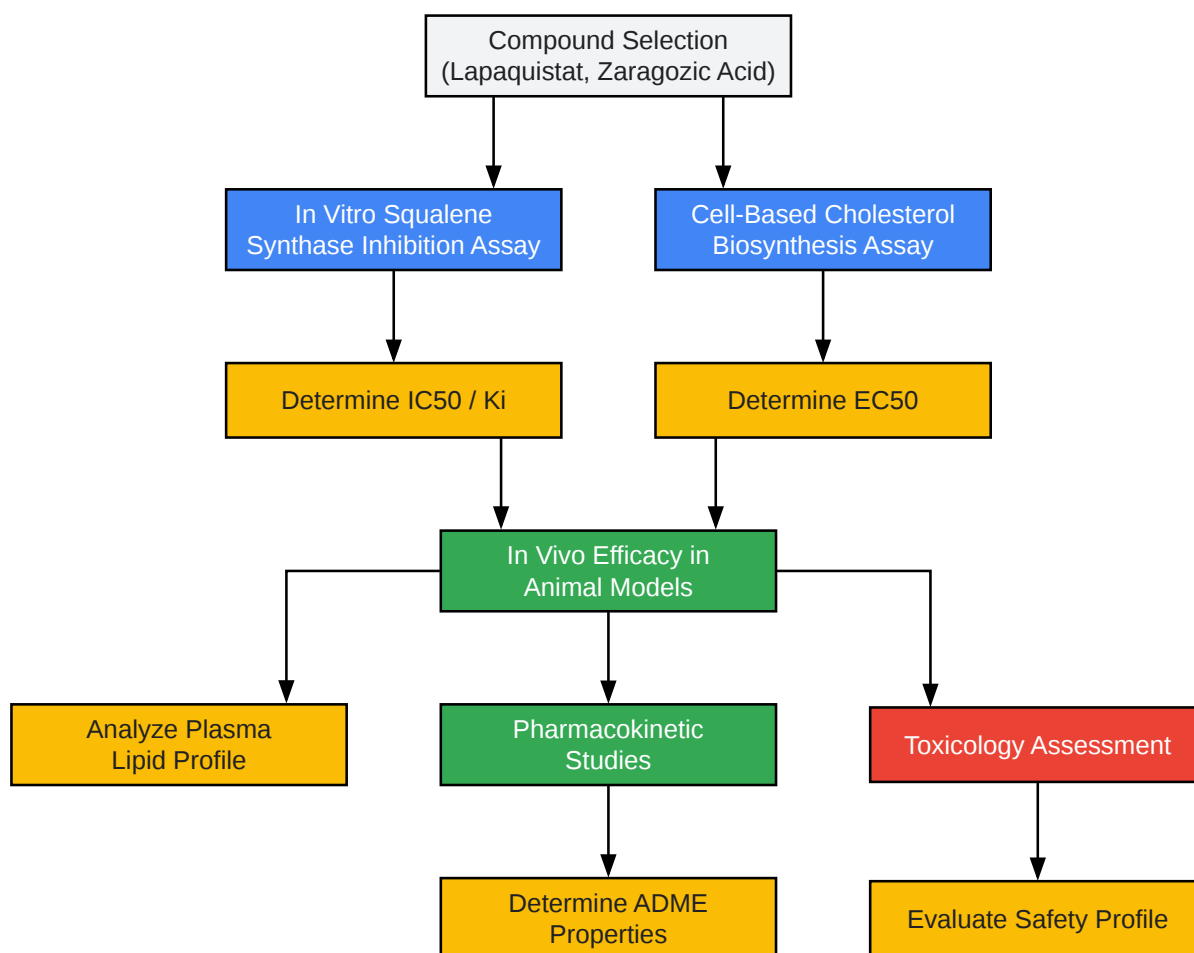 Compound Selection
(Lapaquistat, Zaragozic Acid)
In Vitro Squalene
Synthase Inhibition Assay
Cell-Based Cholesterol
Biosynthesis Assay
Determine IC50 / Ki
Determine EC50
In Vivo Efficacy in
Animal Models
Analyze Plasma
Lipid Profile
Pharmacokinetic
Studies
Toxicology Assessment
Determine ADME
Properties
Evaluate Safety Profile